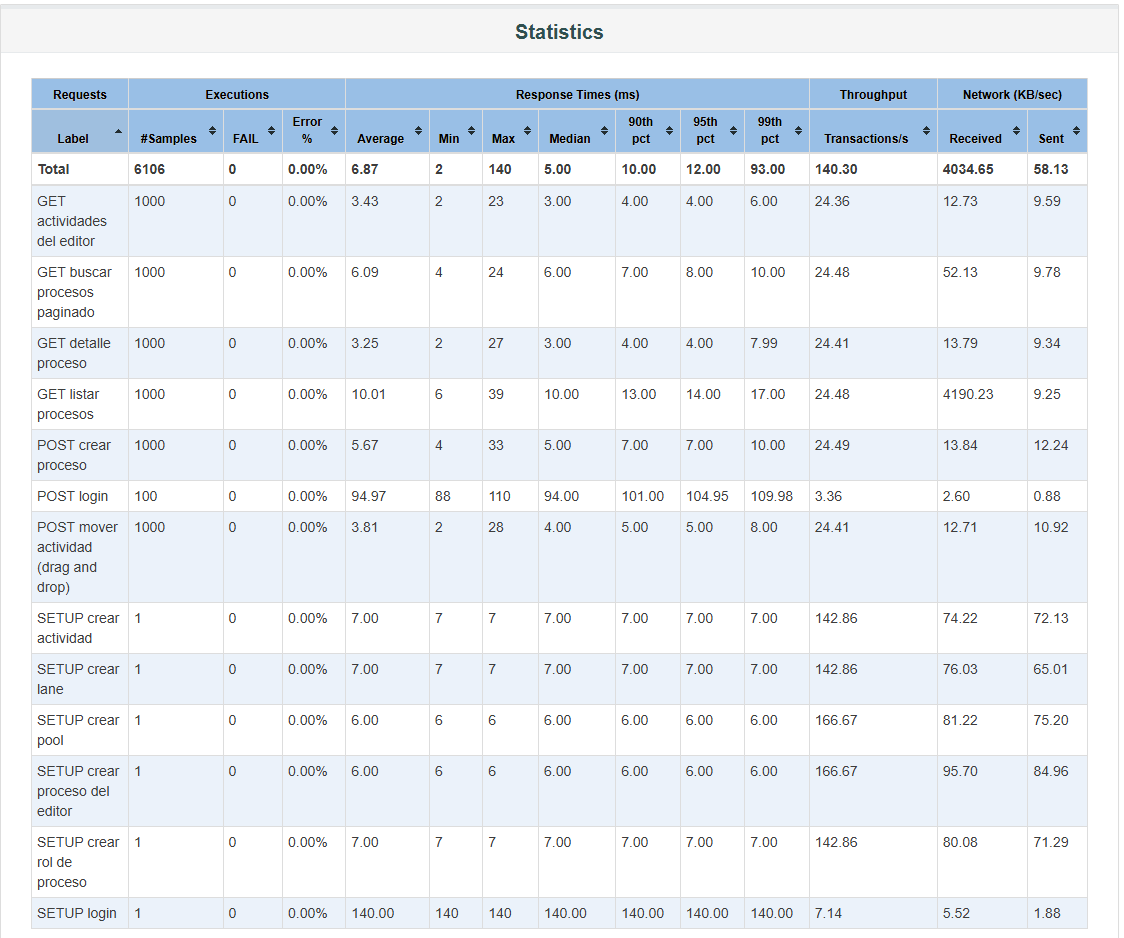 Statistics
Requests Executions Response Times (ms) Throughput Network (KB/sec)
Label #Samples FAIL Error % Average Min Max Median 90th pct 95th pct 99th pct Transactions/s Received Sent
Total 6106 0 0.00% 6.87 2 140 5.00 10.00 12.00 93.00 140.30 4034.65 58.13
GET actividades del editor 1000 0 0.00% 3.43 2 23 3.00 4.00 4.00 6.00 24.36 12.73 9.59
GET buscar procesos paginado 1000 0 0.00% 6.09 4 24 6.00 7.00 8.00 10.00 24.48 52.13 9.78
GET detalle proceso 1000 0 0.00% 3.25 2 27 3.00 4.00 4.00 7.99 24.41 13.79 9.34
GET listar procesos 1000 0 0.00% 10.01 6 39 10.00 13.00 14.00 17.00 24.48 4190.23 9.25
POST crear proceso 1000 0 0.00% 5.67 4 33 5.00 7.00 7.00 10.00 24.49 13.84 12.24
POST login 100 0 0.00% 94.97 88 110 94.00 101.00 104.95 109.98 3.36 2.60 0.88
POST mover actividad (drag and drop) 1000 0 0.00% 3.81 2 28 4.00 5.00 5.00 8.00 24.41 12.71 10.92
SETUP crear actividad 1 0 0.00% 7.00 7 7 7.00 7.00 7.00 7.00 142.86 74.22 72.13
SETUP crear lane 1 0 0.00% 7.00 7 7 7.00 7.00 7.00 7.00 142.86 76.03 65.01
SETUP crear pool 1 0 0.00% 6.00 6 6 6.00 6.00 6.00 6.00 166.67 81.22 75.20
SETUP crear proceso del editor 1 0 0.00% 6.00 6 6 6.00 6.00 6.00 6.00 166.67 95.70 84.96
SETUP crear rol de proceso 1 0 0.00% 7.00 7 7 7.00 7.00 7.00 7.00 142.86 80.08 71.29
SETUP login 1 0 0.00% 140.00 140 140 140.00 140.00 140.00 140.00 7.14 5.52 1.88